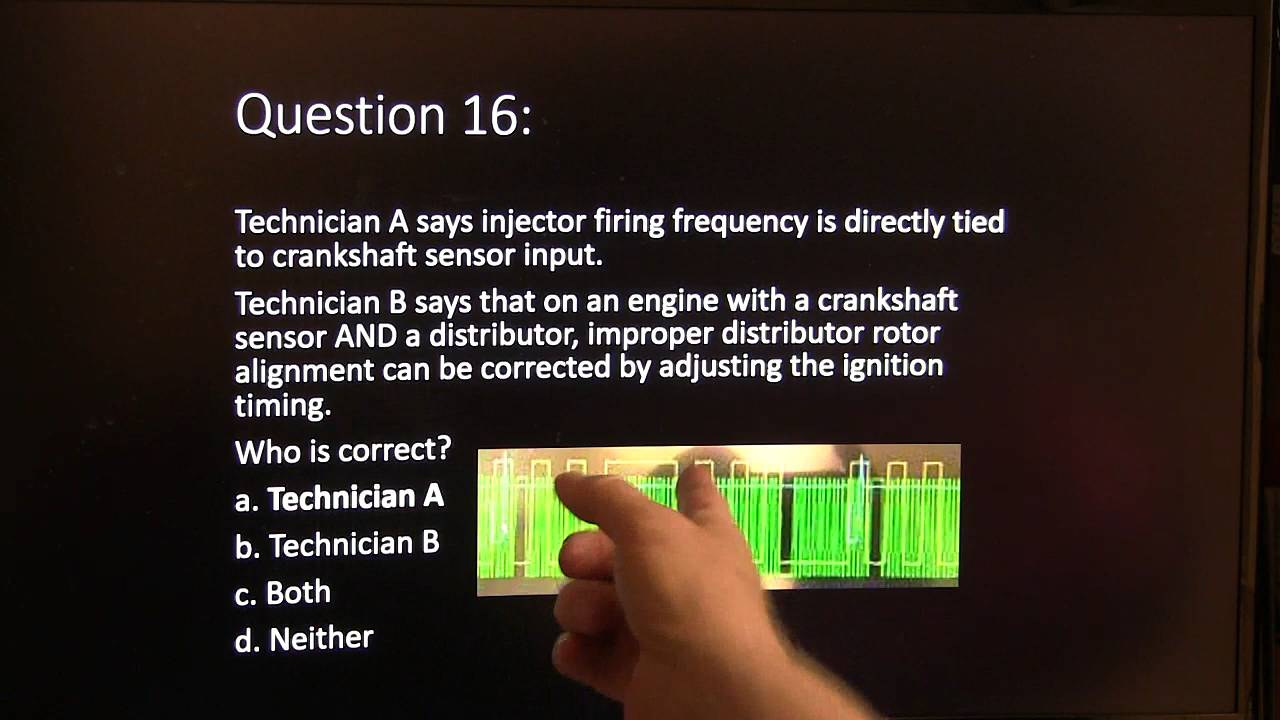 Question 16:
Technician A says injector firing frequency is directly tied
to crankshaft sensor input.
Technician B says that on an engine with a crankshaft
sensor AND a distributor, improper distributor rotor
alignment can be corrected by adjusting the ignition
timing.
Who is correct?
a. Technician A
b. Technician B
c. Both
d. Neither